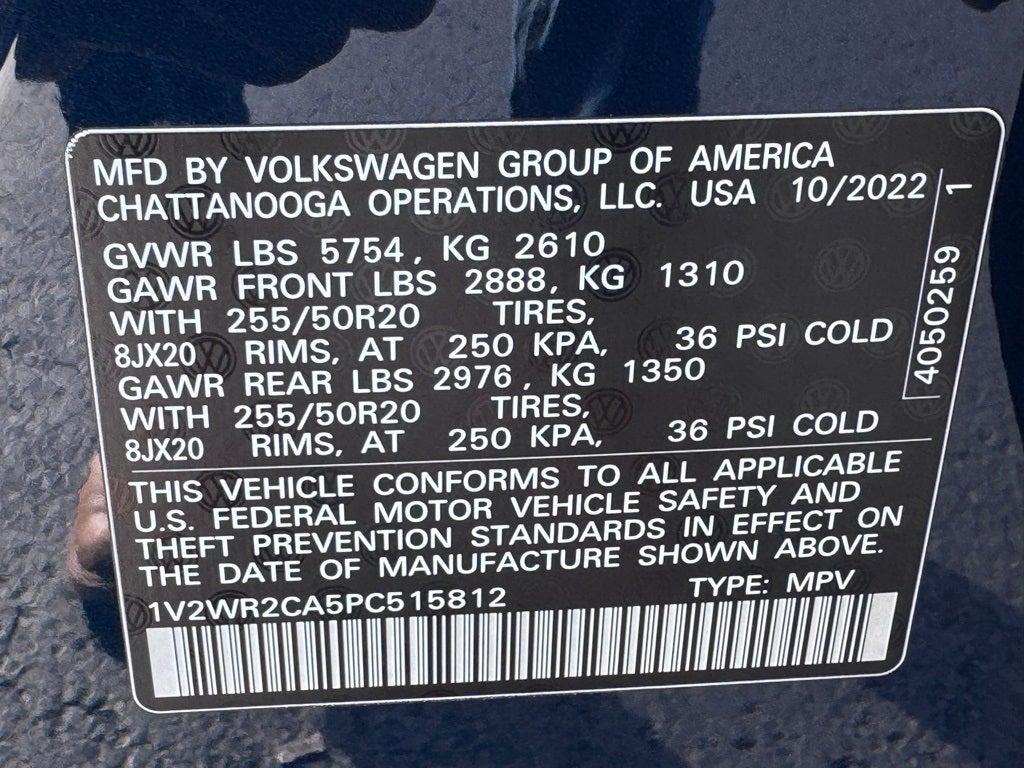 MFD BY VOLKSWAGEN GROUP OF AMERICA
CHATTANOOGA OPERATIONS, LLC. USA 10/2022
GVWR LBS 5754, KG 2610
GAWR FRONT LBS 2888, KG 1310
WITH 255/50R20 TIRES,
8JX20 RIMS, AT 250 KPA, 36 PSI COLD
GAWR REAR LBS 2976, KG 1350
WITH 255/50R20 TIRES,
8JX20 RIMS, AT 250 KPA, 36 PSI COLD
4050259 1
THIS VEHICLE CONFORMS TO ALL APPLICABLE
U.S. FEDERAL MOTOR VEHICLE SAFETY AND
THEFT PREVENTION STANDARDS IN EFFECT ON
THE DATE OF MANUFACTURE SHOWN ABOVE.
1V2WR2CA5PC515812 TYPE: MPV